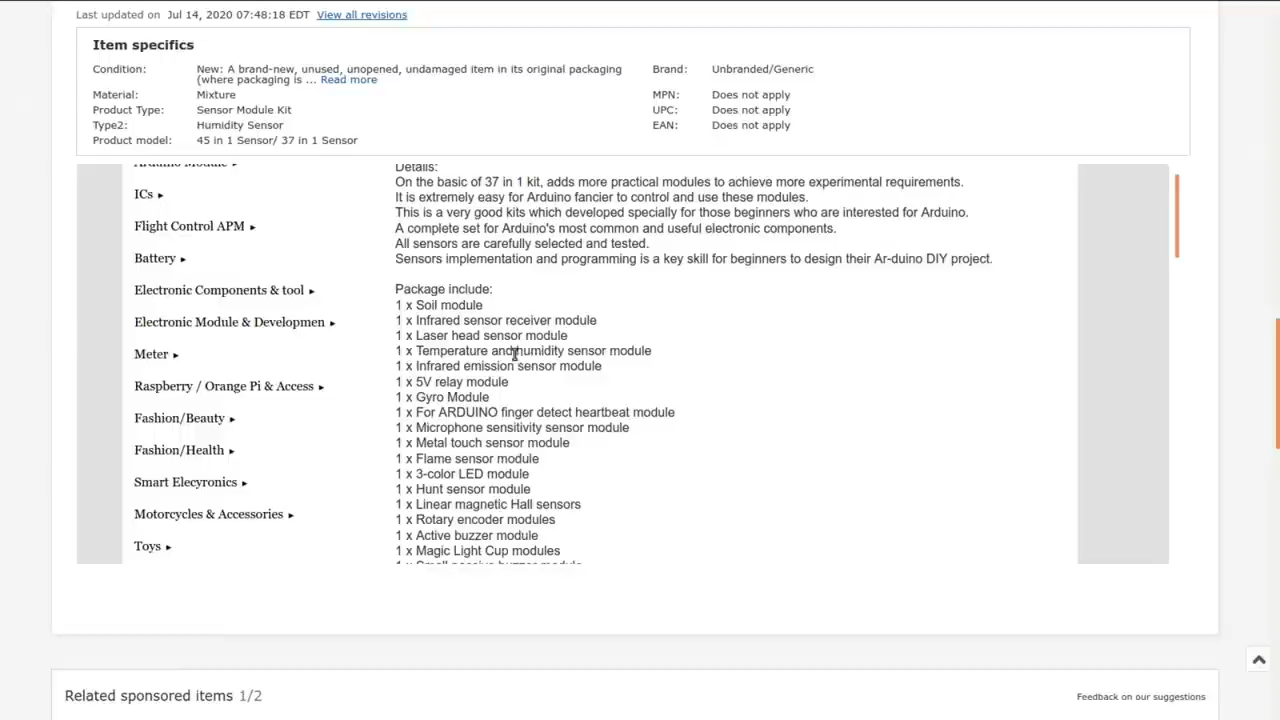 Last updated on Jul 14, 2020 07:48:18 EDT View all revisions
Item specifics
Condition: New: A brand-new, unused, unopened, undamaged item in its original packaging (where packaging is ... Read more
Brand: Unbranded/Generic
Material: Mixture
MPN: Does not apply
Product Type: Sensor Module Kit
UPC: Does not apply
Type2: Humidity Sensor
EAN: Does not apply
Product model: 45 in 1 Sensor/ 37 in 1 Sensor
Arduino Module ▸
ICs ▸
Flight Control APM ▸
Battery ▸
Electronic Components & tool ▸
Electronic Module & Developmen ▸
Meter ▸
Raspberry / Orange Pi & Access ▸
Fashion/Beauty ▸
Fashion/Health ▸
Smart Elecyronics ▸
Motorcycles & Accessories ▸
Toys ▸
Details:
On the basic of 37 in 1 kit, adds more practical modules to achieve more experimental requirements.
It is extremely easy for Arduino fancier to control and use these modules.
This is a very good kits which developed specially for those beginners who are interested for Arduino.
A complete set for Arduino's most common and useful electronic components.
All sensors are carefully selected and tested.
Sensors implementation and programming is a key skill for beginners to design their Ar-duino DIY project.
Package include:
1 x Soil module
1 x Infrared sensor receiver module
1 x Laser head sensor module
1 x Temperature and humidity sensor module
1 x Infrared emission sensor module
1 x 5V relay module
1 x Gyro Module
1 x For ARDUINO finger detect heartbeat module
1 x Microphone sensitivity sensor module
1 x Metal touch sensor module
1 x Flame sensor module
1 x 3-color LED module
1 x Hunt sensor module
1 x Linear magnetic Hall sensors
1 x Rotary encoder modules
1 x Active buzzer module
1 x Magic Light Cup modules
1 x Small passive buzzer module
Related sponsored items 1/2
Feedback on our suggestions